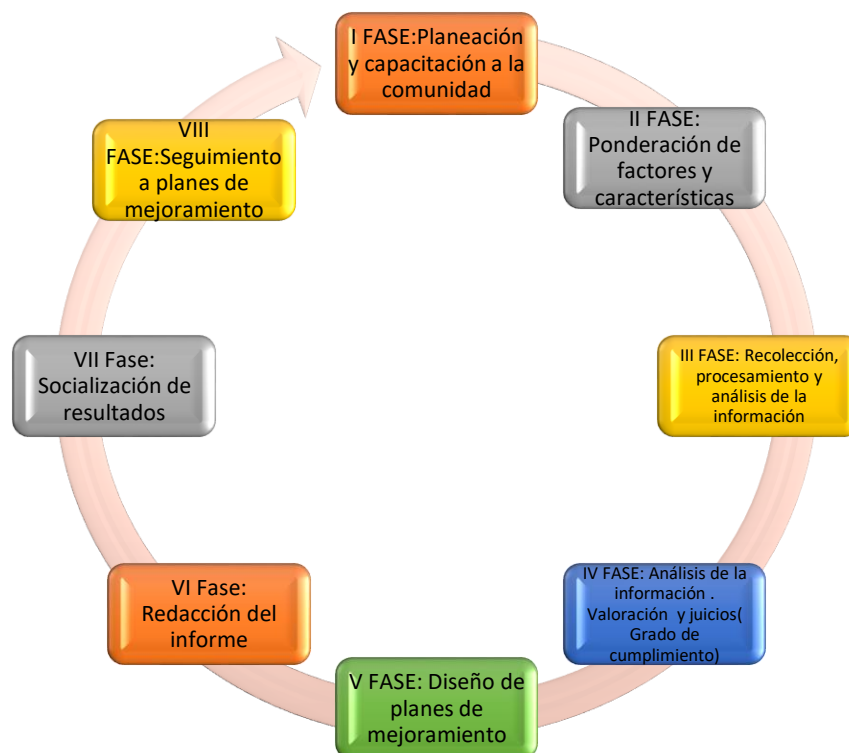 I FASE:Planeación
y capacitación a la
comunidad
II FASE:
Ponderación de
factores y
características
III FASE: Recolección,
procesamiento y
análisis de la
información
IV FASE: Análisis de la
información .
Valoración y juicios(
Grado de
cumplimiento)
V FASE: Diseño de
planes de
mejoramiento
VI Fase:
Redacción del
informe
VII Fase:
Socialización de
resultados
VIII
FASE:Seguimiento
a planes de
mejoramiento